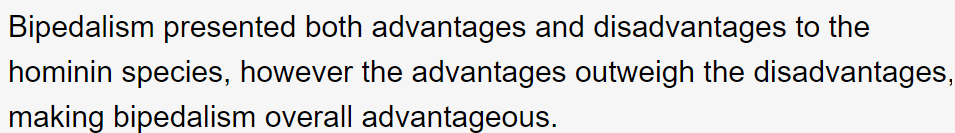 Bipedalism presented both advantages and disadvantages to the
hominin species, however the advantages outweigh the disadvantages,
making bipedalism overall advantageous.